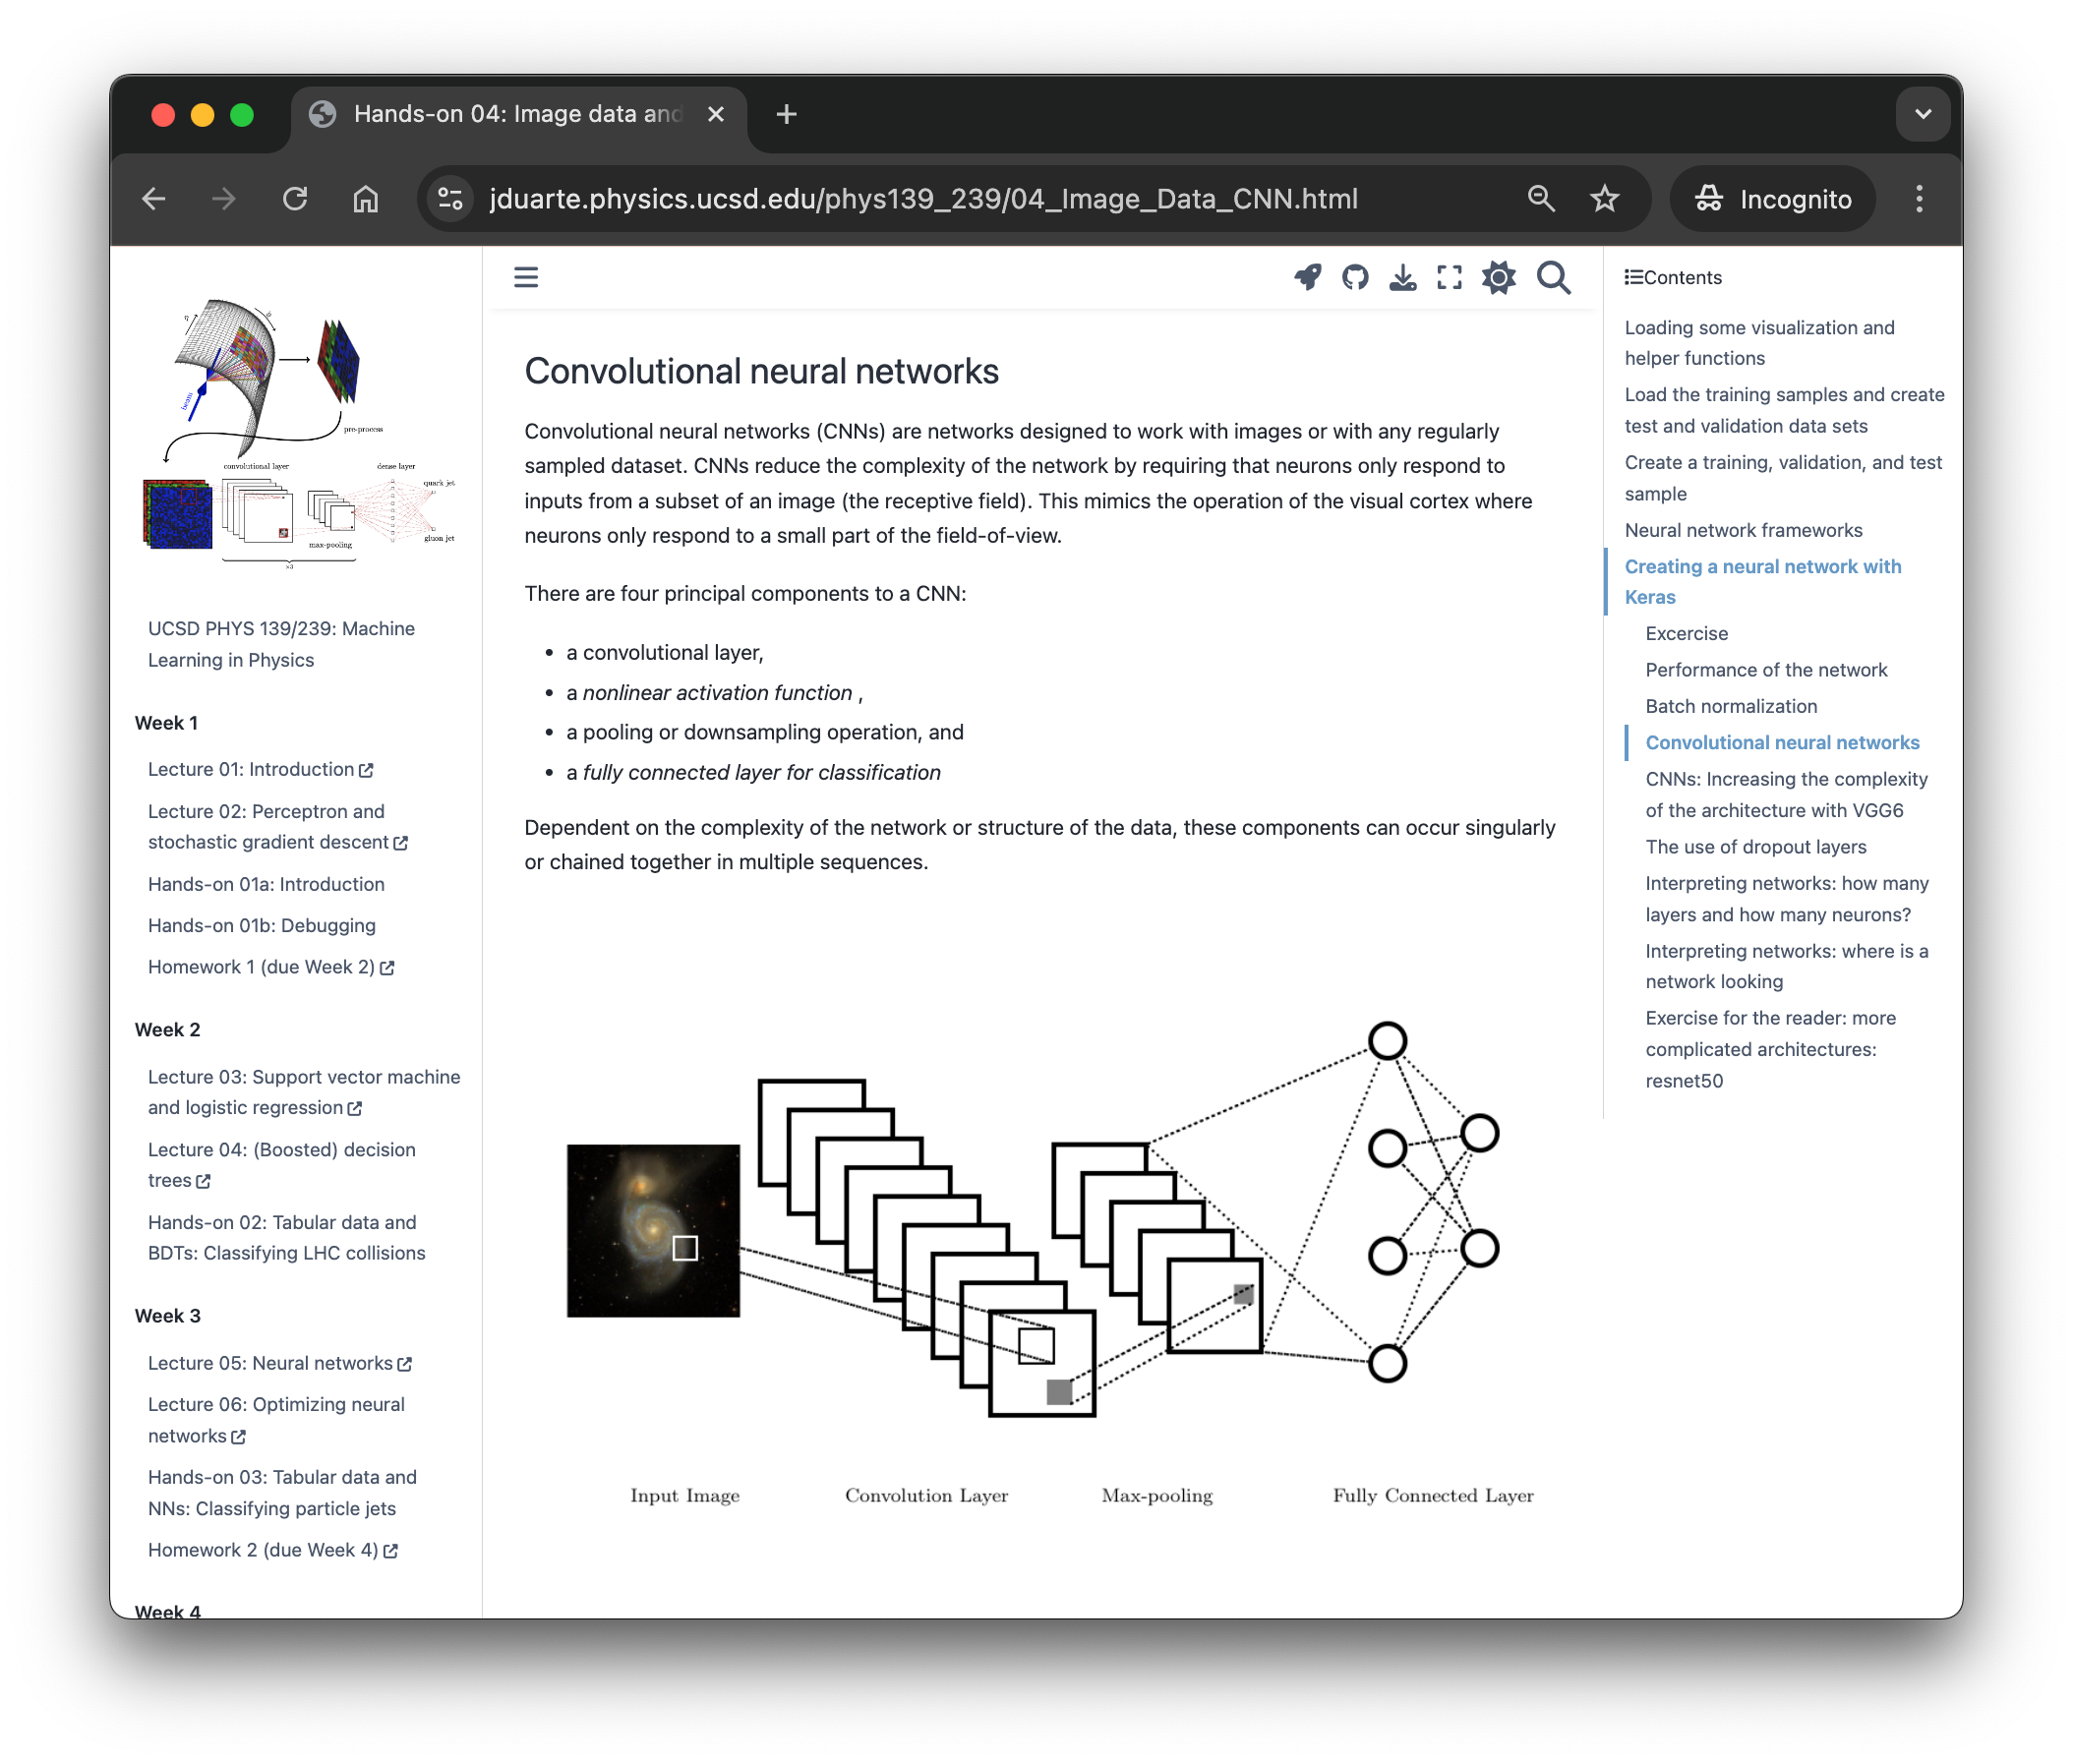 Hands-on 04: Image data and
jduarte.physics.ucsd.edu/phys139_239/04_Image_Data_CNN.html
Incognito
η
beam
pre-process
convolutional layer
dense layer
quark jet
gluon jet
max-pooling
×3
UCSD PHYS 139/239: Machine
Learning in Physics
Week 1
Lecture 01: Introduction
Lecture 02: Perceptron and
stochastic gradient descent
Hands-on 01a: Introduction
Hands-on 01b: Debugging
Homework 1 (due Week 2)
Week 2
Lecture 03: Support vector machine
and logistic regression
Lecture 04: (Boosted) decision
trees
Hands-on 02: Tabular data and
BDTs: Classifying LHC collisions
Week 3
Lecture 05: Neural networks
Lecture 06: Optimizing neural
networks
Hands-on 03: Tabular data and
NNs: Classifying particle jets
Homework 2 (due Week 4)
Week 4
Convolutional neural networks
Convolutional neural networks (CNNs) are networks designed to work with images or with any regularly
sampled dataset. CNNs reduce the complexity of the network by requiring that neurons only respond to
inputs from a subset of an image (the receptive field). This mimics the operation of the visual cortex where
neurons only respond to a small part of the field-of-view.
There are four principal components to a CNN:
• a convolutional layer,
• a nonlinear activation function ,
• a pooling or downsampling operation, and
• a fully connected layer for classification
Dependent on the complexity of the network or structure of the data, these components can occur singularly
or chained together in multiple sequences.
Input Image
Convolution Layer
Max-pooling
Fully Connected Layer
Contents
Loading some visualization and
helper functions
Load the training samples and create
test and validation data sets
Create a training, validation, and test
sample
Neural network frameworks
Creating a neural network with
Keras
Excercise
Performance of the network
Batch normalization
Convolutional neural networks
CNNs: Increasing the complexity
of the architecture with VGG6
The use of dropout layers
Interpreting networks: how many
layers and how many neurons?
Interpreting networks: where is a
network looking
Exercise for the reader: more
complicated architectures:
resnet50